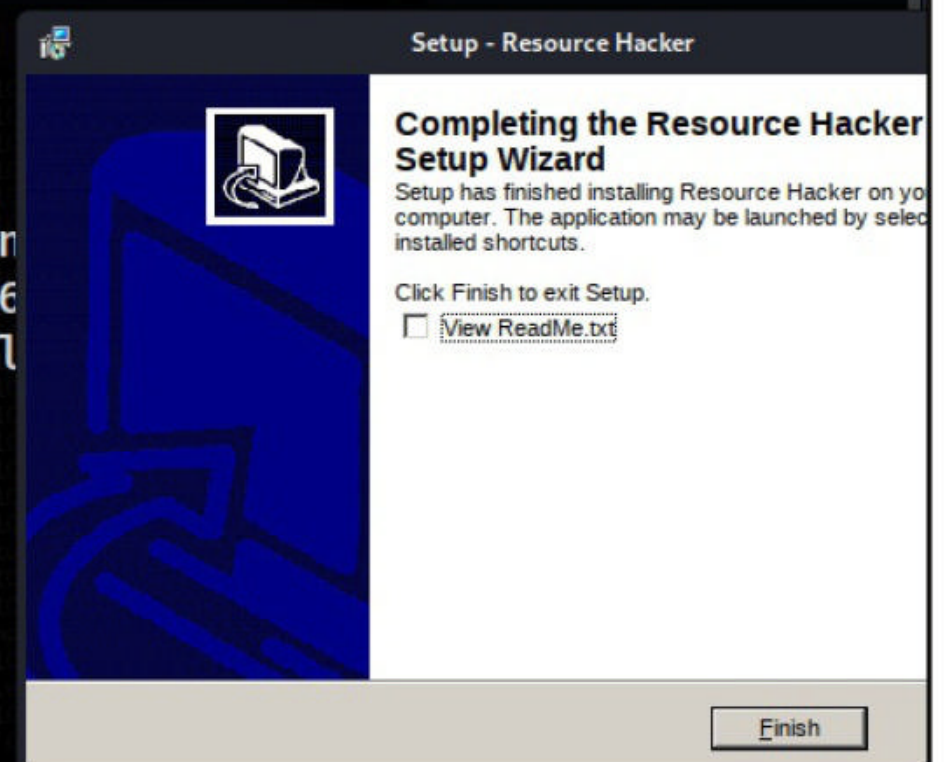 Setup - Resource Hacker
Completing the Resource Hacker
Setup Wizard
Setup has finished installing Resource Hacker on yo
computer. The application may be launched by selec
installed shortcuts.
Click Finish to exit Setup.
View ReadMe.txt
Finish